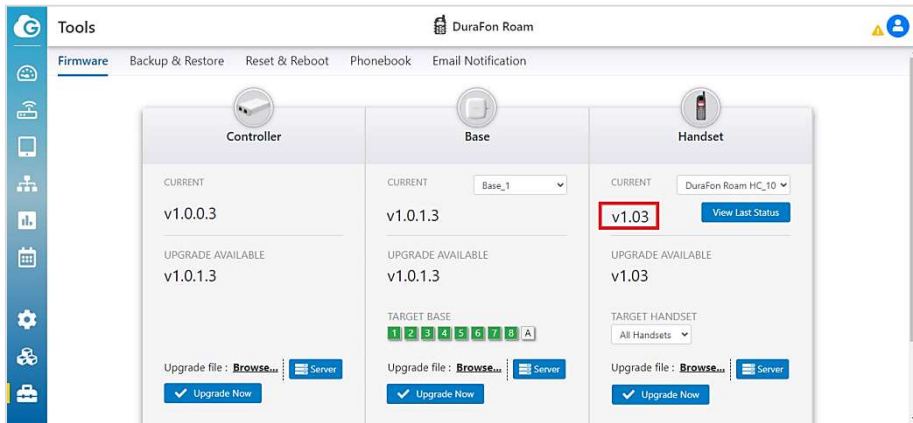 Tools
DuraFon Roam
Firmware Backup & Restore Reset & Reboot Phonebook Email Notification
Controller Base Handset
CURRENT CURRENT Base_1 CURRENT DuraFon Roam HC_10
v1.0.0.3 v1.0.1.3 v1.03 View Last Status
UPGRADE AVAILABLE UPGRADE AVAILABLE UPGRADE AVAILABLE
v1.0.1.3 v1.0.1.3 v1.03
TARGET BASE TARGET HANDSET
1 2 3 4 5 6 7 8 A All Handsets
Upgrade file : Browse... Server Upgrade file : Browse... Server Upgrade file : Browse... Server
Upgrade Now Upgrade Now Upgrade Now